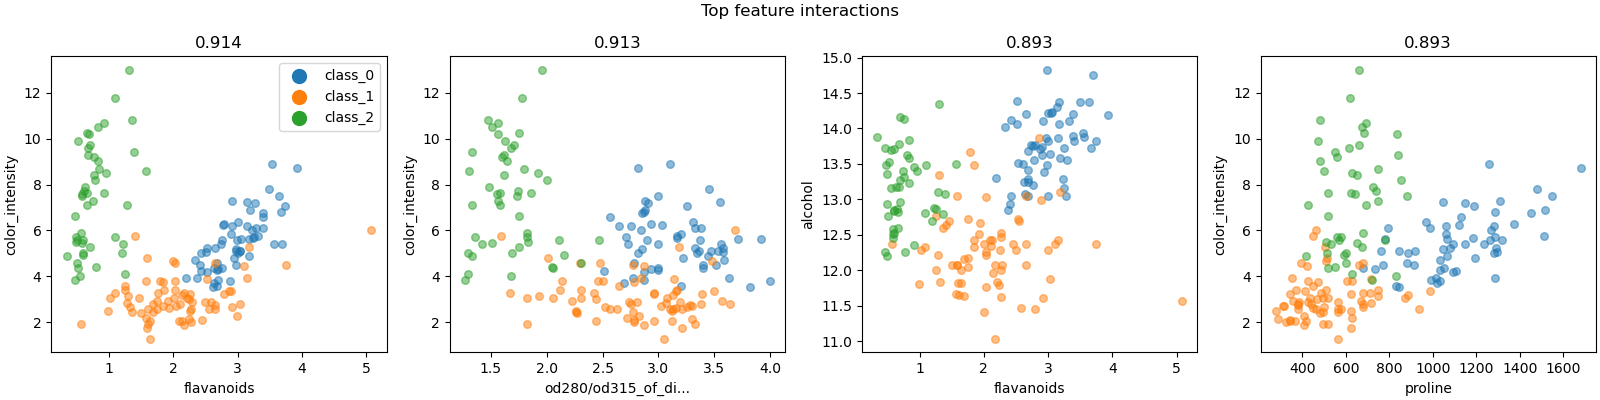 Top feature interactions
0.914
color_intensity
12
10
8
6
4
2
class_0
class_1
class_2
1 2 3 4 5
flavanoids
0.913
color_intensity
12
10
8
6
4
2
1.5 2.0 2.5 3.0 3.5 4.0
od280/od315_of_di...
0.893
alcohol
15.0
14.5
14.0
13.5
13.0
12.5
12.0
11.5
11.0
1 2 3 4 5
flavanoids
0.893
color_intensity
12
10
8
6
4
2
400 600 800 1000 1200 1400 1600
proline